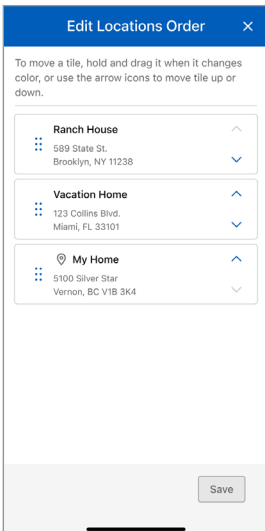 Edit Locations Order
To move a tile, hold and drag it when it changes
color, or use the arrow icons to move tile up or
down.
Ranch House
589 State St.
Brooklyn, NY 11238
Vacation Home
123 Collins Blvd.
Miami, FL 33101
My Home
5100 Silver Star
Vernon, BC V1B 3K4
Save